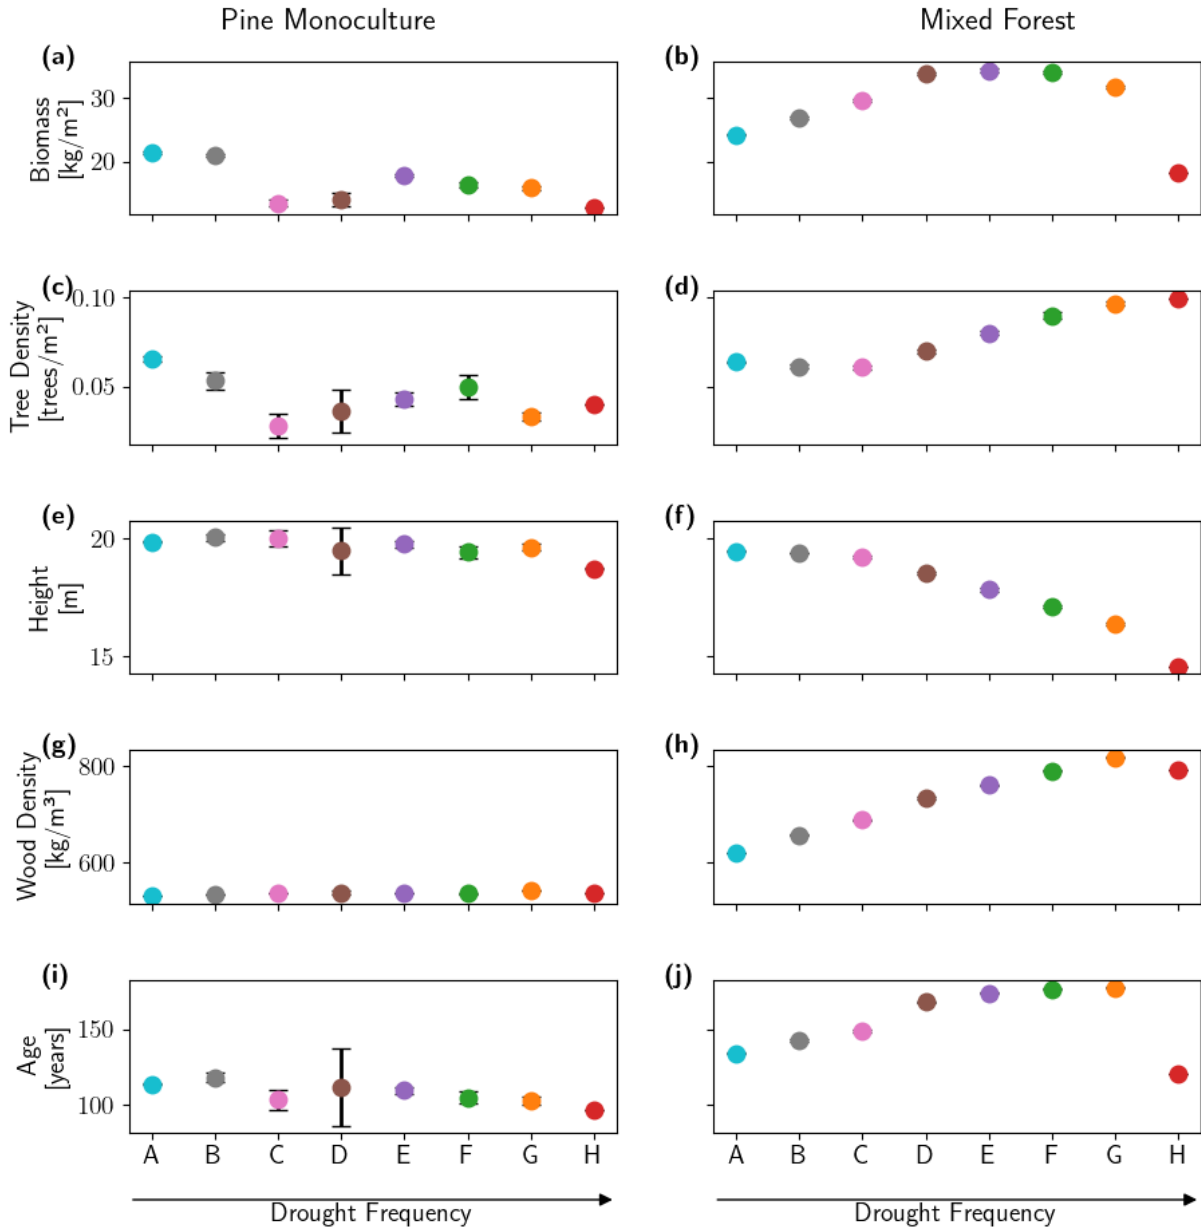 Pine Monoculture
Mixed Forest
(a)
(b)
Biomass
[kg/m²]
30
20
(c)
(d)
Tree Density
[trees/m²]
0.10
0.05
(e)
(f)
Height
[m]
20
15
(g)
(h)
Wood Density
[kg/m³]
800
600
(i)
(j)
Age
[years]
150
100
A B C D E F G H
A B C D E F G H
Drought Frequency
Drought Frequency